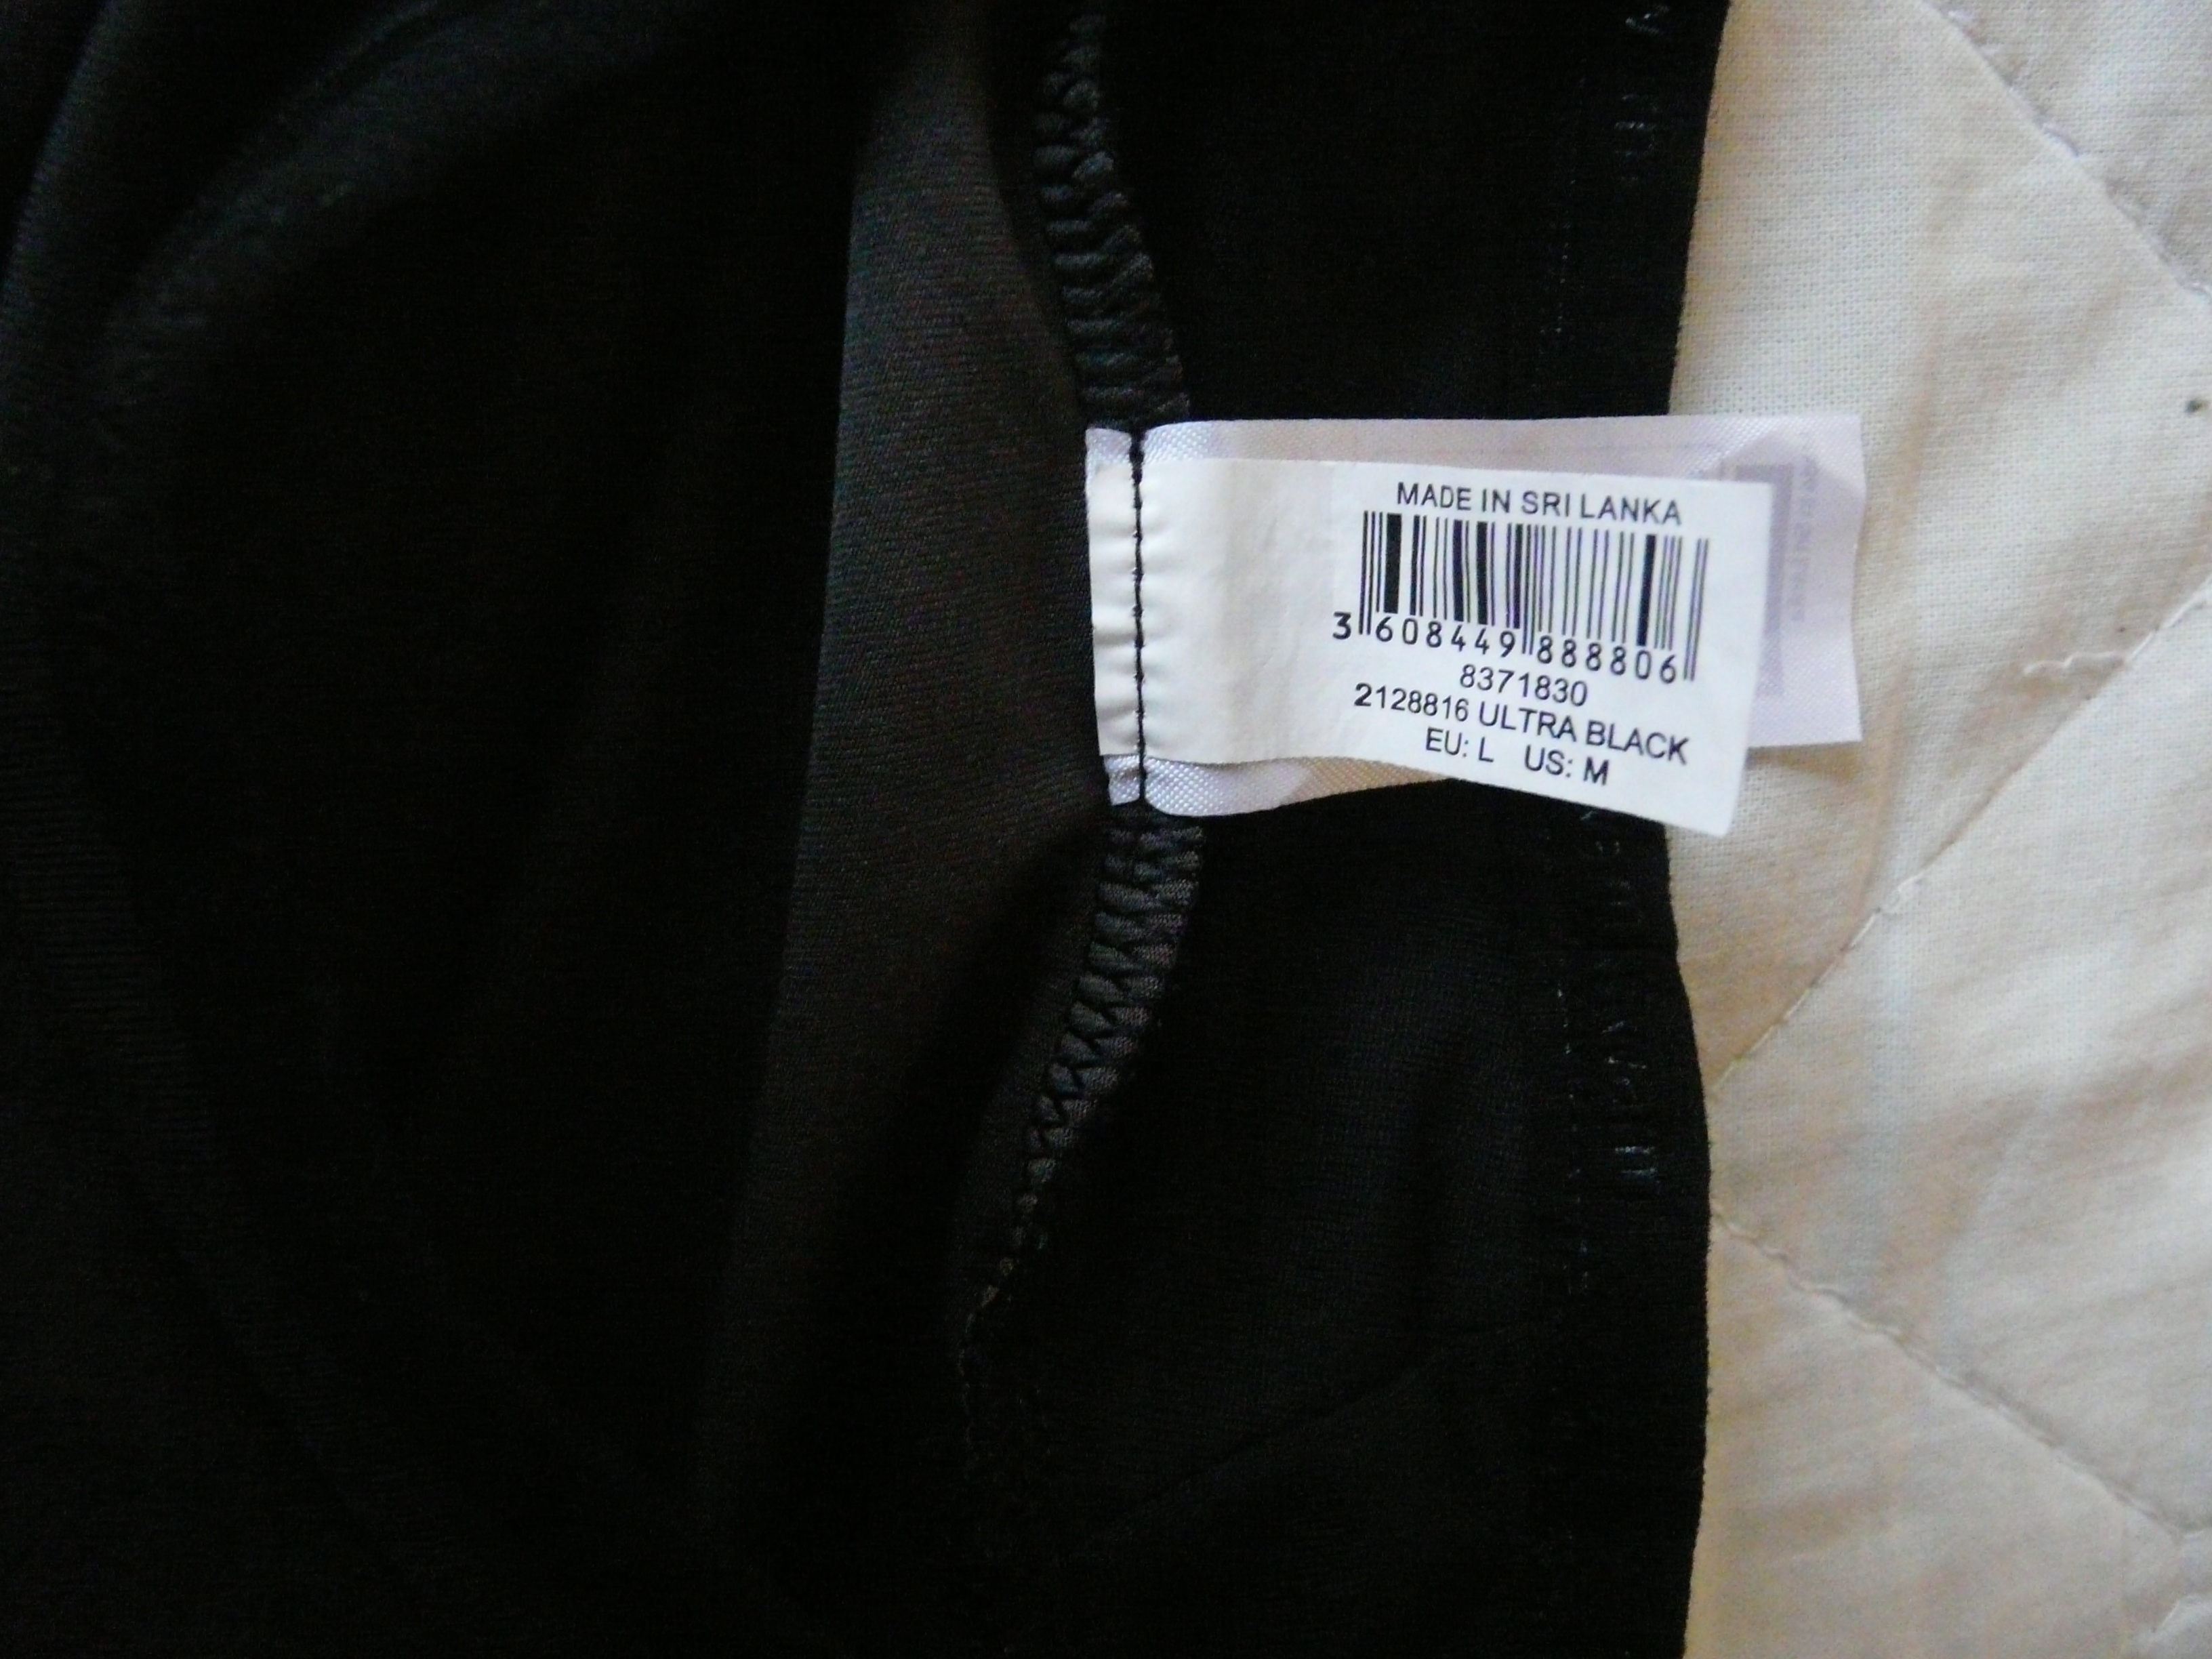 MADE IN SRI LANKA
3 608449 888806
8371830
2128816 ULTRA BLACK
EU: L US: M